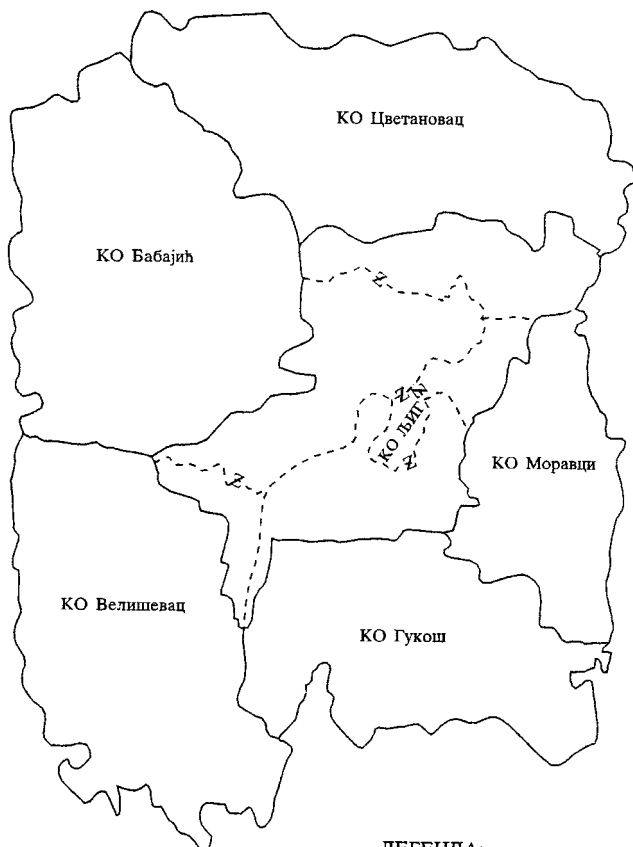 КО Цветановац
КО Бабајић
КО ЉИГ
КО Моравци
КО Велишевац
КО Гукош
ЛЕГЕНДА: